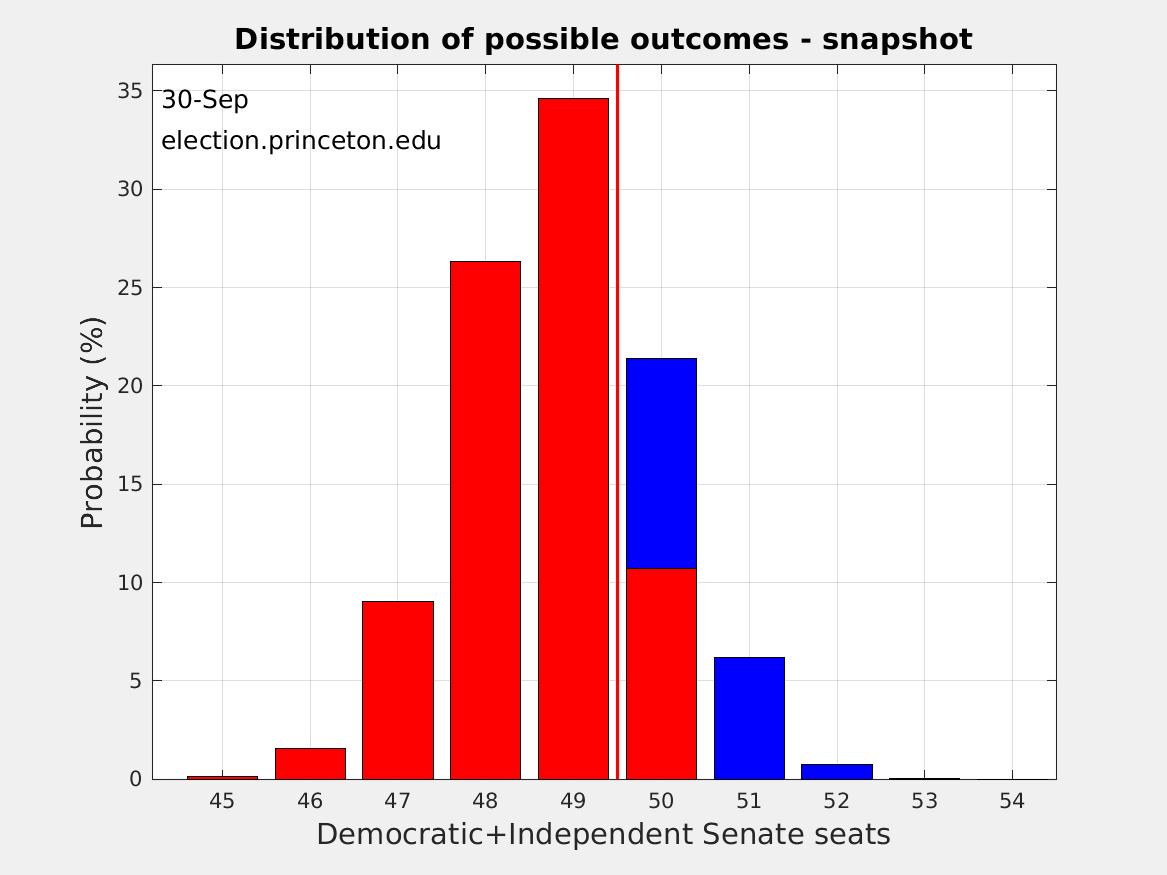 Distribution of possible outcomes - snapshot
30-Sep
election.princeton.edu
35
30
25
20
15
10
5
0
Probability (%)
45 46 47 48 49 50 51 52 53 54
Democratic+Independent Senate seats